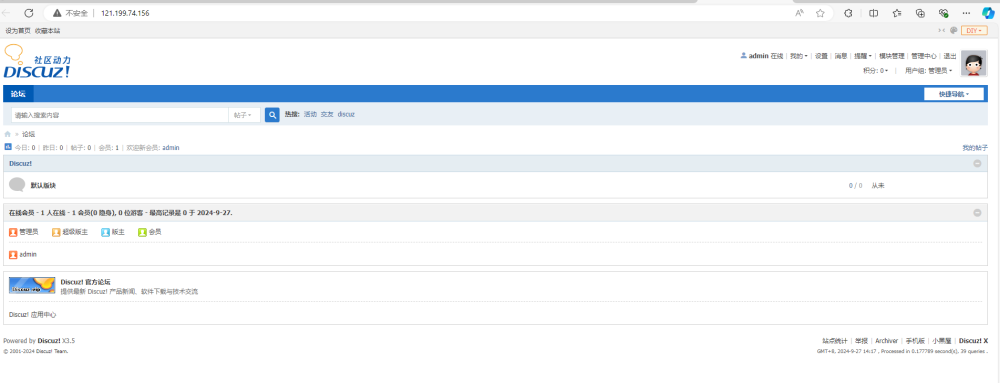 不安全 | 121.199.74.156
设为首页 收藏本站
DIY
社区动力
DISCUZ!
admin 在线 | 我的 | 设置 | 消息 | 提醒 | 模块管理 | 管理中心 | 退出
积分: 0 | 用户组: 管理员
论坛 快捷导航
请输入搜索内容 帖子 热搜: 活动 交友 discuz
» 论坛
今日: 0 | 昨日: 0 | 帖子: 0 | 会员: 1 | 欢迎新会员: admin 我的帖子
Discuz!
默认版块 0 / 0 从未
在线会员 - 1 人在线 - 1 会员(0 隐身), 0 位游客 - 最高记录是 0 于 2024-9-27.
管理员 超级版主 版主 会员
admin
Discuz! 官方论坛
提供最新 Discuz! 产品新闻、软件下载与技术交流
Discuz! 应用中心
Powered by Discuz! X3.5 站点统计 | 举报 | Archiver | 手机版 | 小黑屋 | Discuz! X
© 2001-2024 Discuz! Team. GMT+8, 2024-9-27 14:17 , Processed in 0.177789 second(s), 39 queries .